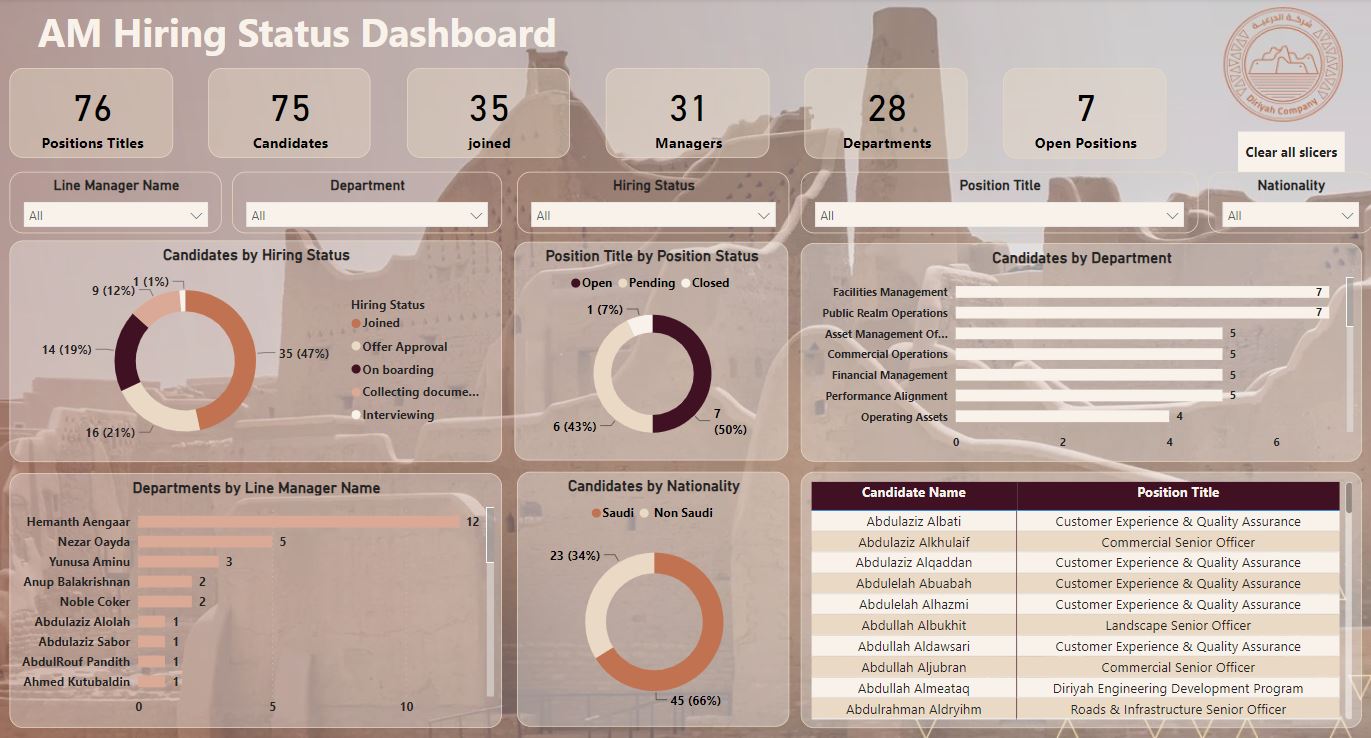 AM Hiring Status Dashboard
شركة الدرعية
Diriyah Company
76
Positions Titles
75
Candidates
35
joined
31
Managers
28
Departments
7
Open Positions
Clear all slicers
Line Manager Name
All
Department
All
Hiring Status
All
Position Title
All
Nationality
All
Candidates by Hiring Status
1 (1%)
9 (12%)
14 (19%)
16 (21%)
35 (47%)
Hiring Status
Joined
Offer Approval
On boarding
Collecting docume...
Interviewing
Position Title by Position Status
Open Pending Closed
1 (7%)
6 (43%)
7
(50%)
Candidates by Department
Facilities Management 7
Public Realm Operations 7
Asset Management Of... 5
Commercial Operations 5
Financial Management 5
Performance Alignment 5
Operating Assets 4
0 2 4 6
Departments by Line Manager Name
Hemanth Aengaar 12
Nezar Oayda 5
Yunusa Aminu 3
Anup Balakrishnan 2
Noble Coker 2
Abdulaziz Alolah 1
Abdulaziz Sabor 1
AbdulRouf Pandith 1
Ahmed Kutubaldin 1
0 5 10
Candidates by Nationality
Saudi Non Saudi
23 (34%)
45 (66%)
Candidate Name Position Title
Abdulaziz Albati Customer Experience & Quality Assurance
Abdulaziz Alkhulaif Commercial Senior Officer
Abdulaziz Alqaddan Customer Experience & Quality Assurance
Abdulelah Abuabah Customer Experience & Quality Assurance
Abdulelah Alhazmi Customer Experience & Quality Assurance
Abdullah Albukhit Landscape Senior Officer
Abdullah Aldawsari Customer Experience & Quality Assurance
Abdullah Aljubran Commercial Senior Officer
Abdullah Almeataq Diriyah Engineering Development Program
Abdulrahman Aldryihm Roads & Infrastructure Senior Officer